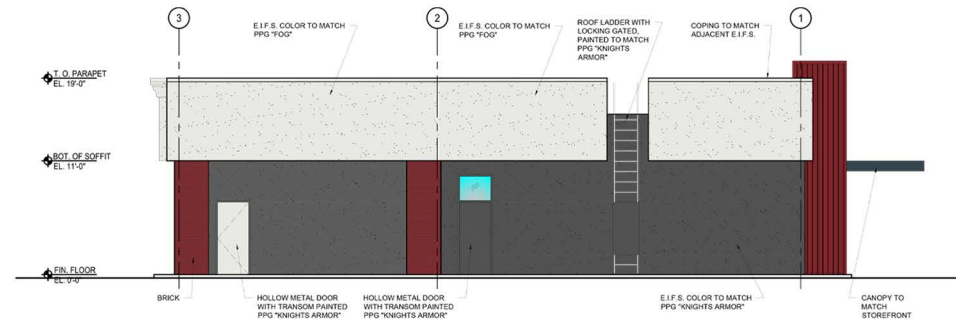 3
2
1
E.I.F.S. COLOR TO MATCH
PPG "FOG"
E.I.F.S. COLOR TO MATCH
PPG "FOG"
ROOF LADDER WITH
LOCKING GATED,
PAINTED TO MATCH
PPG "KNIGHTS
ARMOR"
COPING TO MATCH
ADJACENT E.I.F.S.
T. O. PARAPET
EL. 19'-0"
BOT. OF SOFFIT
EL. 11'-0"
FIN. FLOOR
EL. 0'-0"
BRICK
HOLLOW METAL DOOR
WITH TRANSOM PAINTED
PPG "KNIGHTS ARMOR"
HOLLOW METAL DOOR
WITH TRANSOM PAINTED
PPG "KNIGHTS ARMOR"
E.I.F.S. COLOR TO MATCH
PPG "KNIGHTS ARMOR"
CANOPY TO
MATCH
STOREFRONT